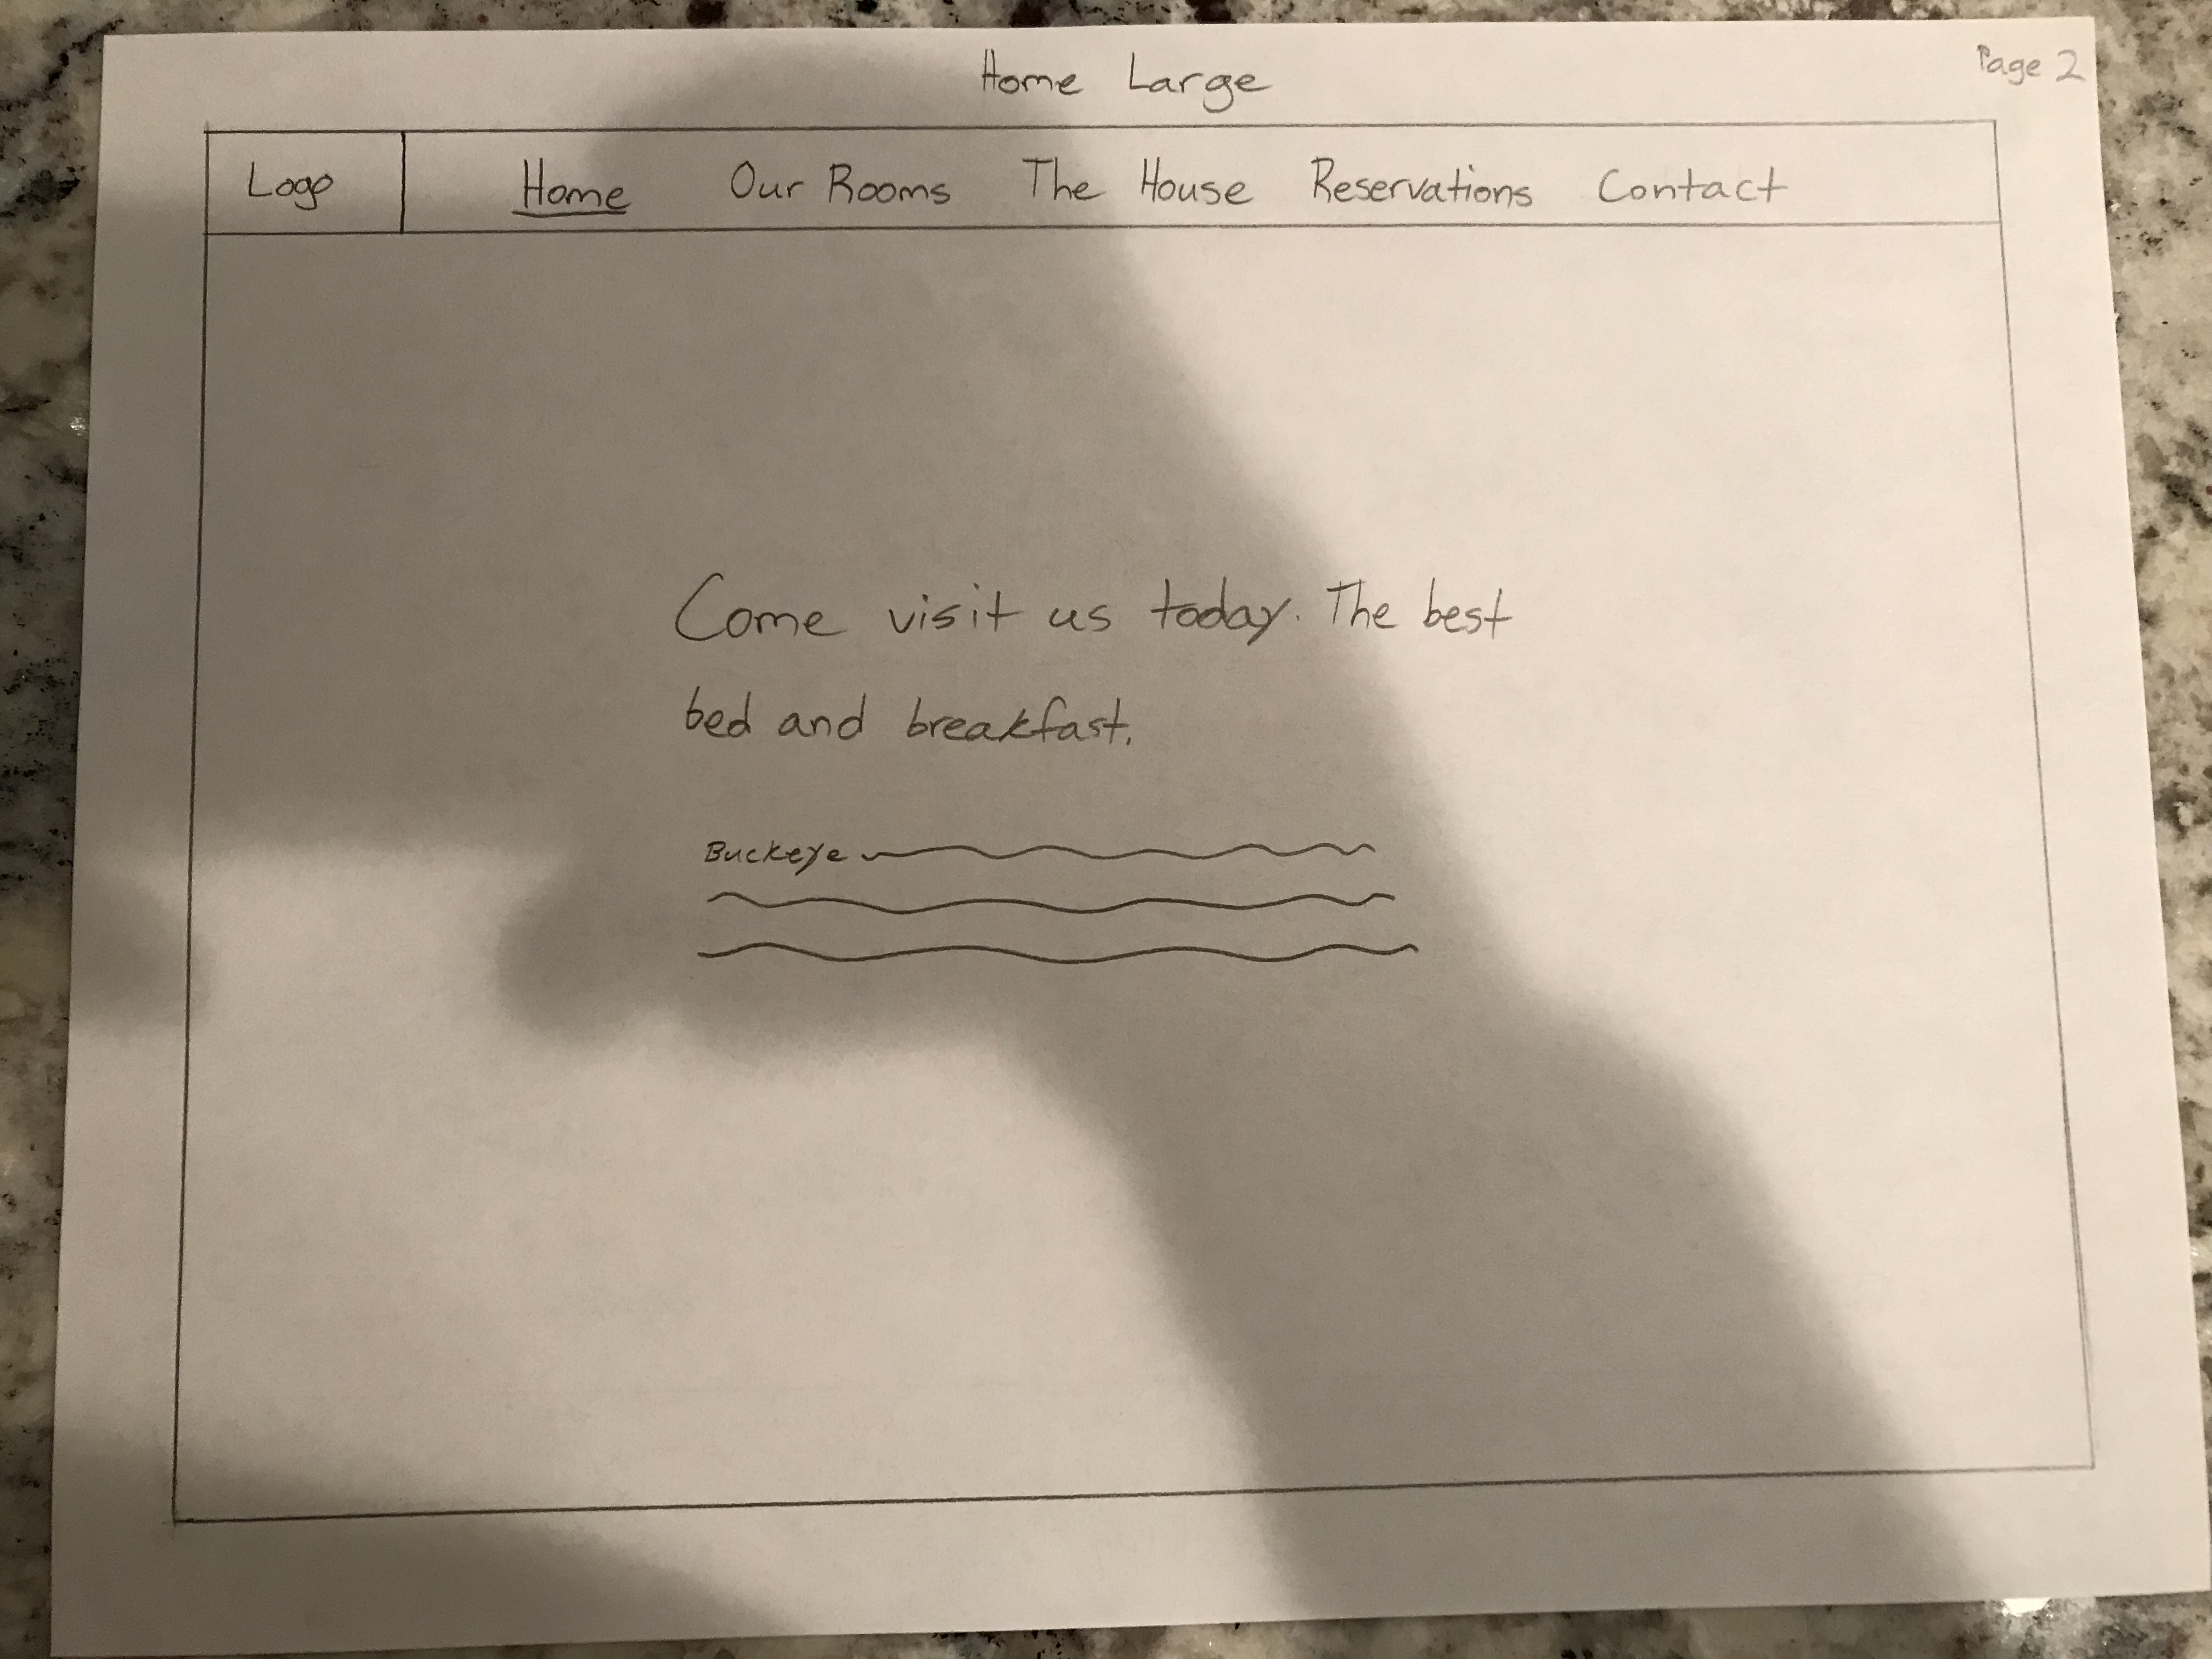 Home Large
Page 2
Logo
Home Our Rooms The House Reservations Contact
Come visit us today. The best
bed and breakfast.
Buckeye